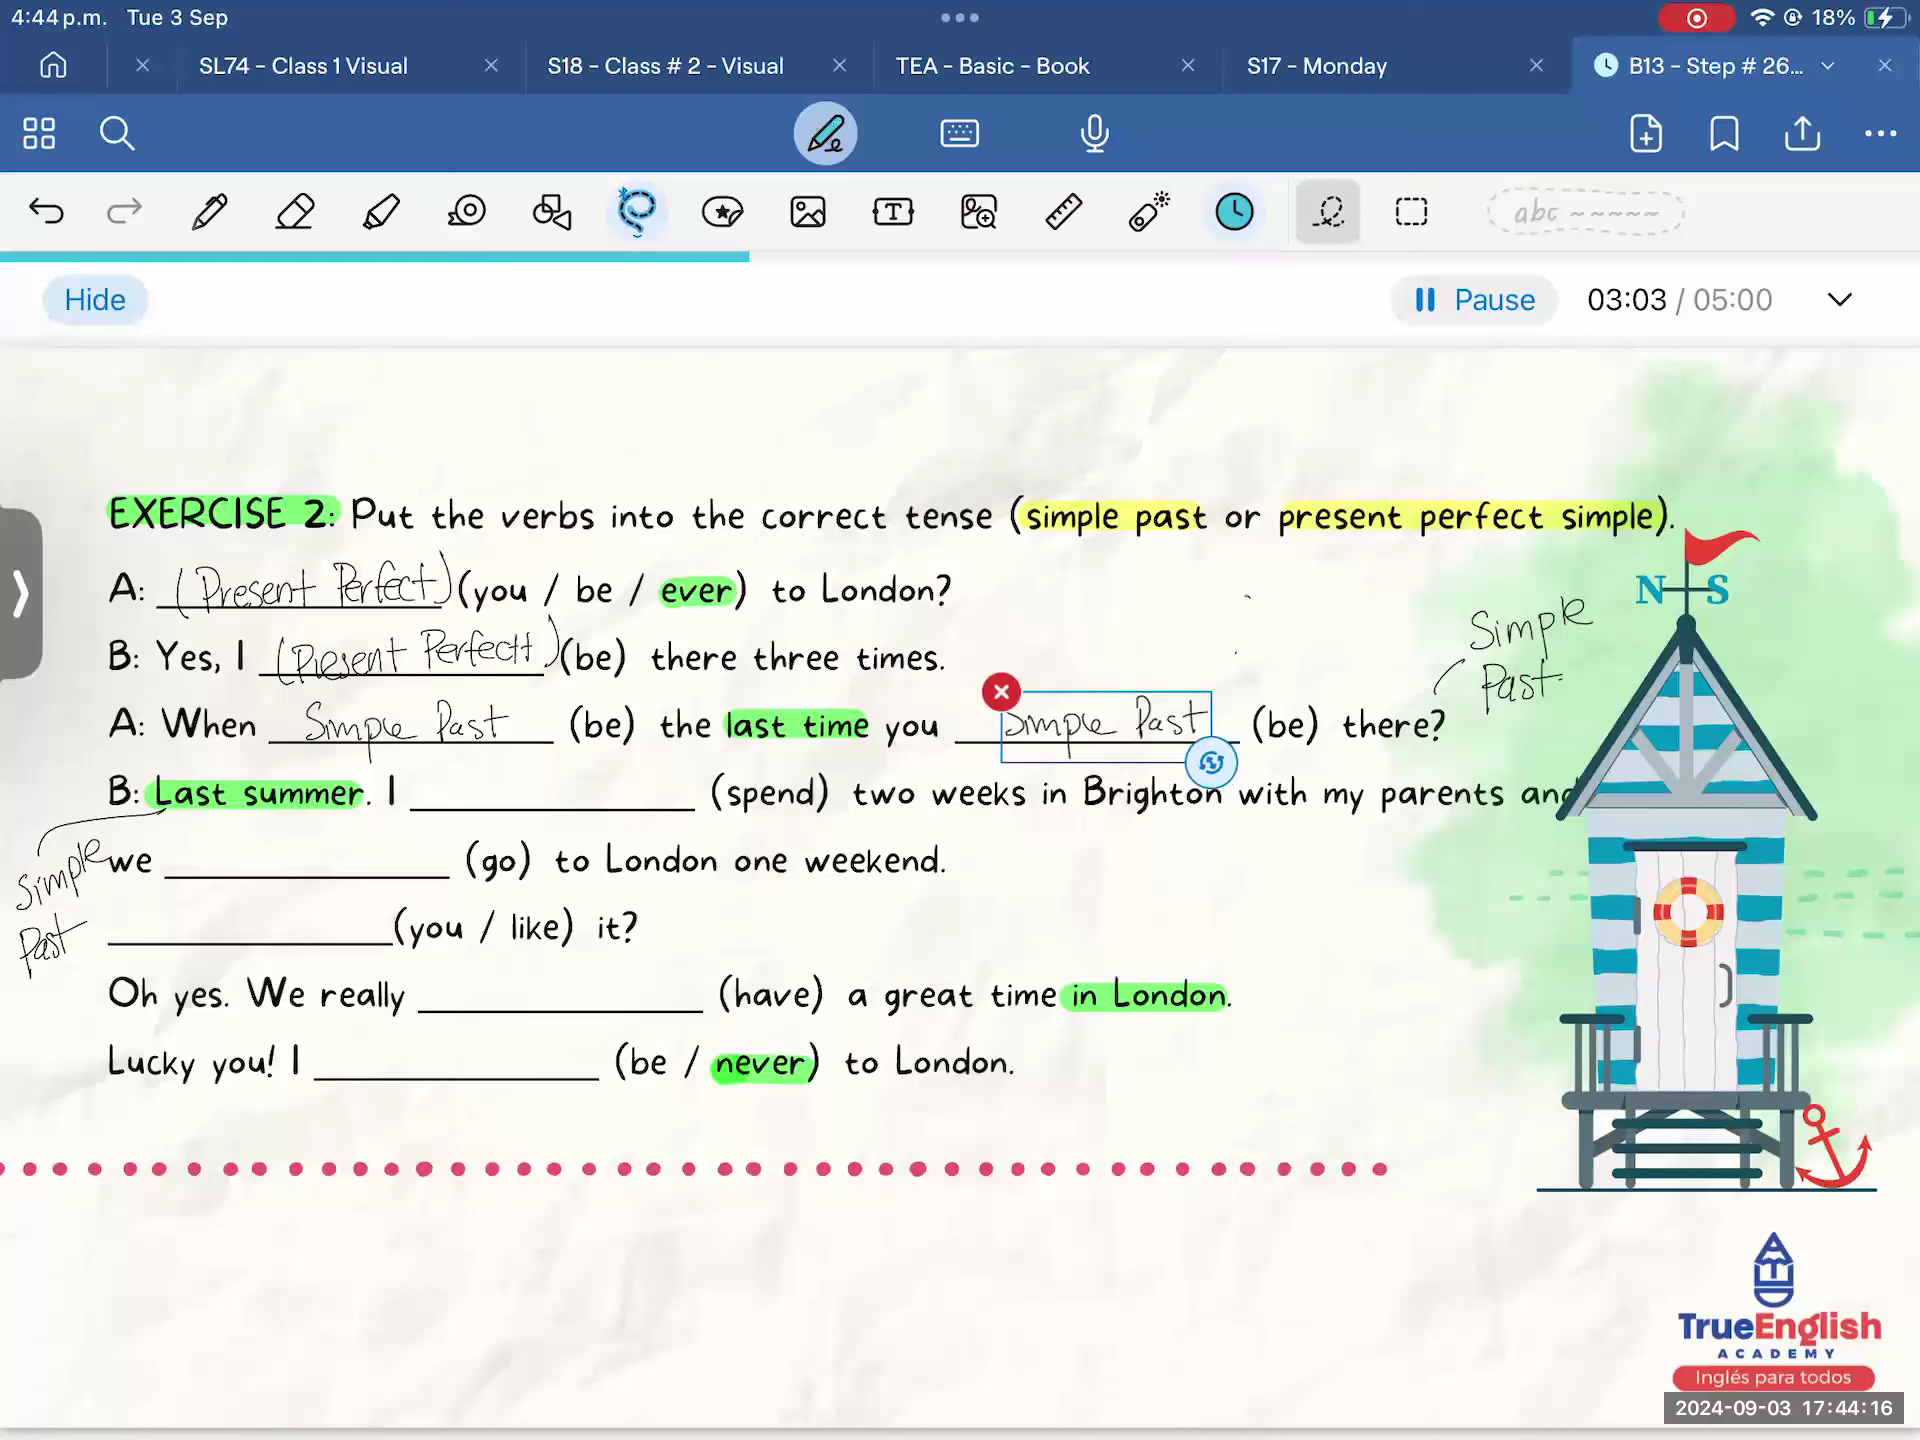 4:44 p.m. Tue 3 Sep 18%
SL74 - Class 1 Visual S18 - Class # 2 - Visual TEA - Basic - Book S17 - Monday B13 - Step # 26...
abc
Hide Pause 03:03 / 05:00
EXERCISE 2: Put the verbs into the correct tense (simple past or present perfect simple).
A: (Present Perfect) (you / be / ever) to London?
B: Yes, I (Present Perfect) (be) there three times.
Simple
Past.
A: When Simple Past (be) the last time you Simple Past (be) there?
B: Last summer. I ____________ (spend) two weeks in Brighton with my parents and
Simple
Past
we ____________ (go) to London one weekend.
____________ (you / like) it?
Oh yes. We really ____________ (have) a great time in London.
Lucky you! I ____________ (be / never) to London.
N S
TrueEnglish
ACADEMY
Inglés para todos
2024-09-03 17:44:16